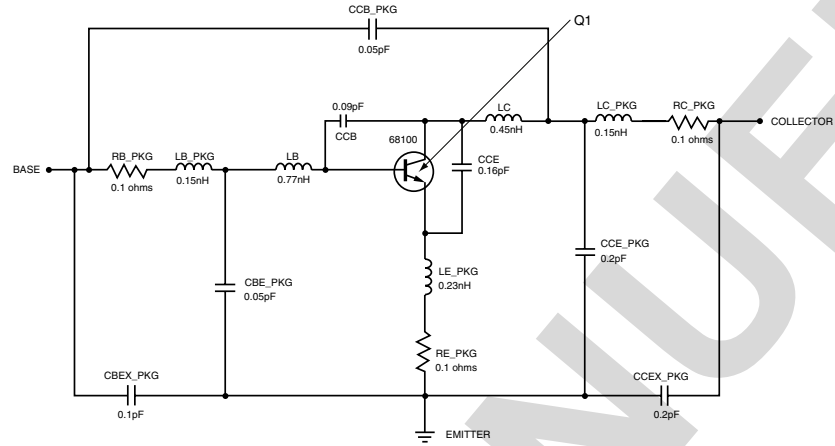 CCB_PKG
0.05pF
Q1
0.09pF
CCB
68100
LC
0.45nH
LC_PKG
0.15nH
RC_PKG
0.1 ohms
COLLECTOR
BASE
RB_PKG
0.1 ohms
LB_PKG
0.15nH
LB
0.77nH
CCE
0.16pF
CBE_PKG
0.05pF
LE_PKG
0.23nH
CCE_PKG
0.2pF
RE_PKG
0.1 ohms
CBEX_PKG
0.1pF
CCEX_PKG
0.2pF
EMITTER